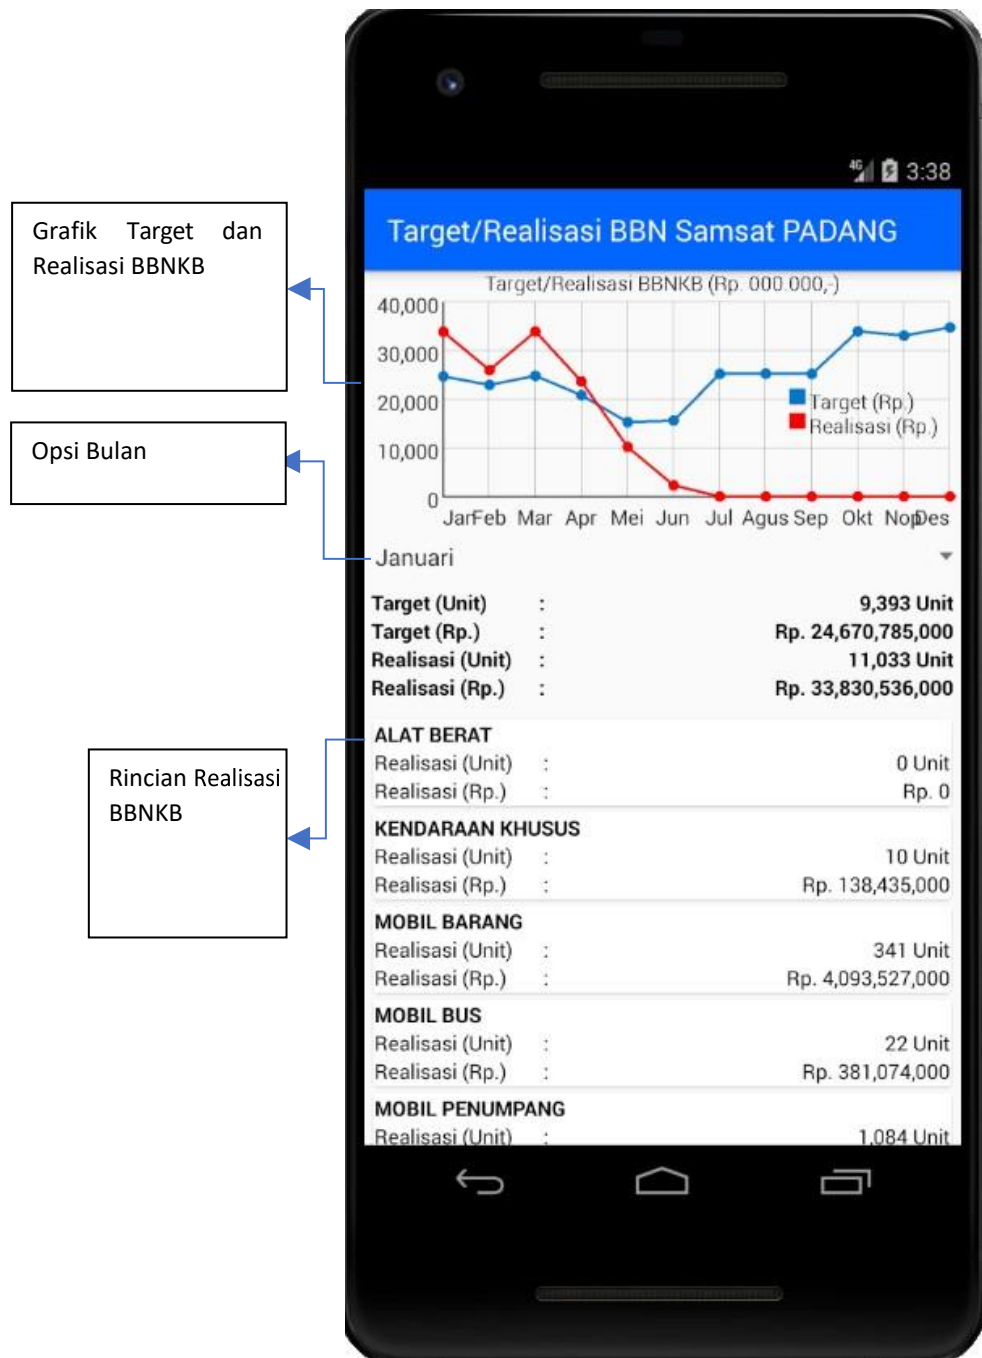 4G 3:38
Target/Realisasi BBN Samsat PADANG
Grafik Target dan
Realisasi BBNKB
Target/Realisasi BBNKB (Rp. 000.000,-)
40,000
30,000
20,000
10,000
0
Target (Rp.)
Realisasi (Rp.)
Jan Feb Mar Apr Mei Jun Jul Agus Sep Okt Nop Des
Opsi Bulan
Januari
Target (Unit) : 9,393 Unit
Target (Rp.) : Rp. 24,670,785,000
Realisasi (Unit) : 11,033 Unit
Realisasi (Rp.) : Rp. 33,830,536,000
Rincian Realisasi
BBNKB
ALAT BERAT
Realisasi (Unit) : 0 Unit
Realisasi (Rp.) : Rp. 0
KENDARAAN KHUSUS
Realisasi (Unit) : 10 Unit
Realisasi (Rp.) : Rp. 138,435,000
MOBIL BARANG
Realisasi (Unit) : 341 Unit
Realisasi (Rp.) : Rp. 4,093,527,000
MOBIL BUS
Realisasi (Unit) : 22 Unit
Realisasi (Rp.) : Rp. 381,074,000
MOBIL PENUMPANG
Realisasi (Unit) : 1,084 Unit